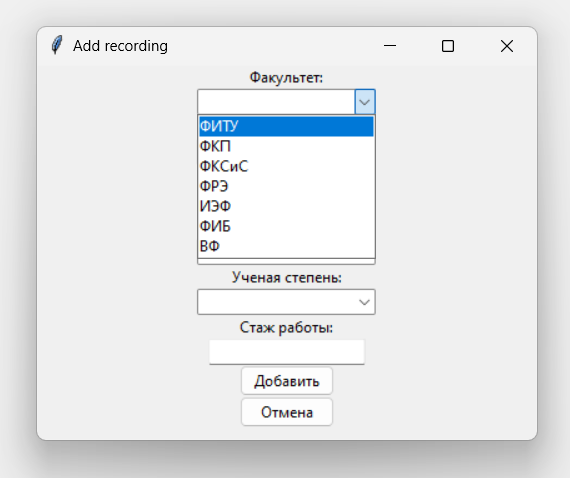 Add recording
Факультет:
ФИТУ
ФКП
ФКСиС
ФРЭ
ИЭФ
ФИБ
ВФ
Ученая степень:
Стаж работы:
Добавить
Отмена